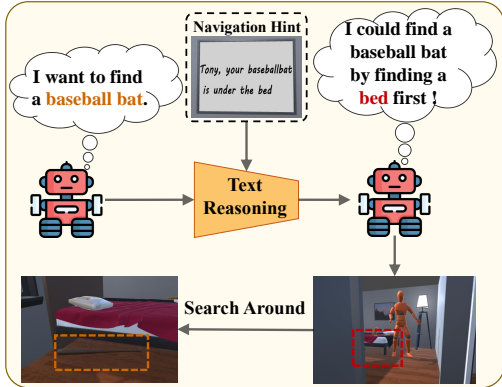 Navigation Hint
Tony, your baseballbat
is under the bed
I want to find
a baseball bat.
I could find a
baseball bat
by finding a
bed first !
Text
Reasoning
Search Around